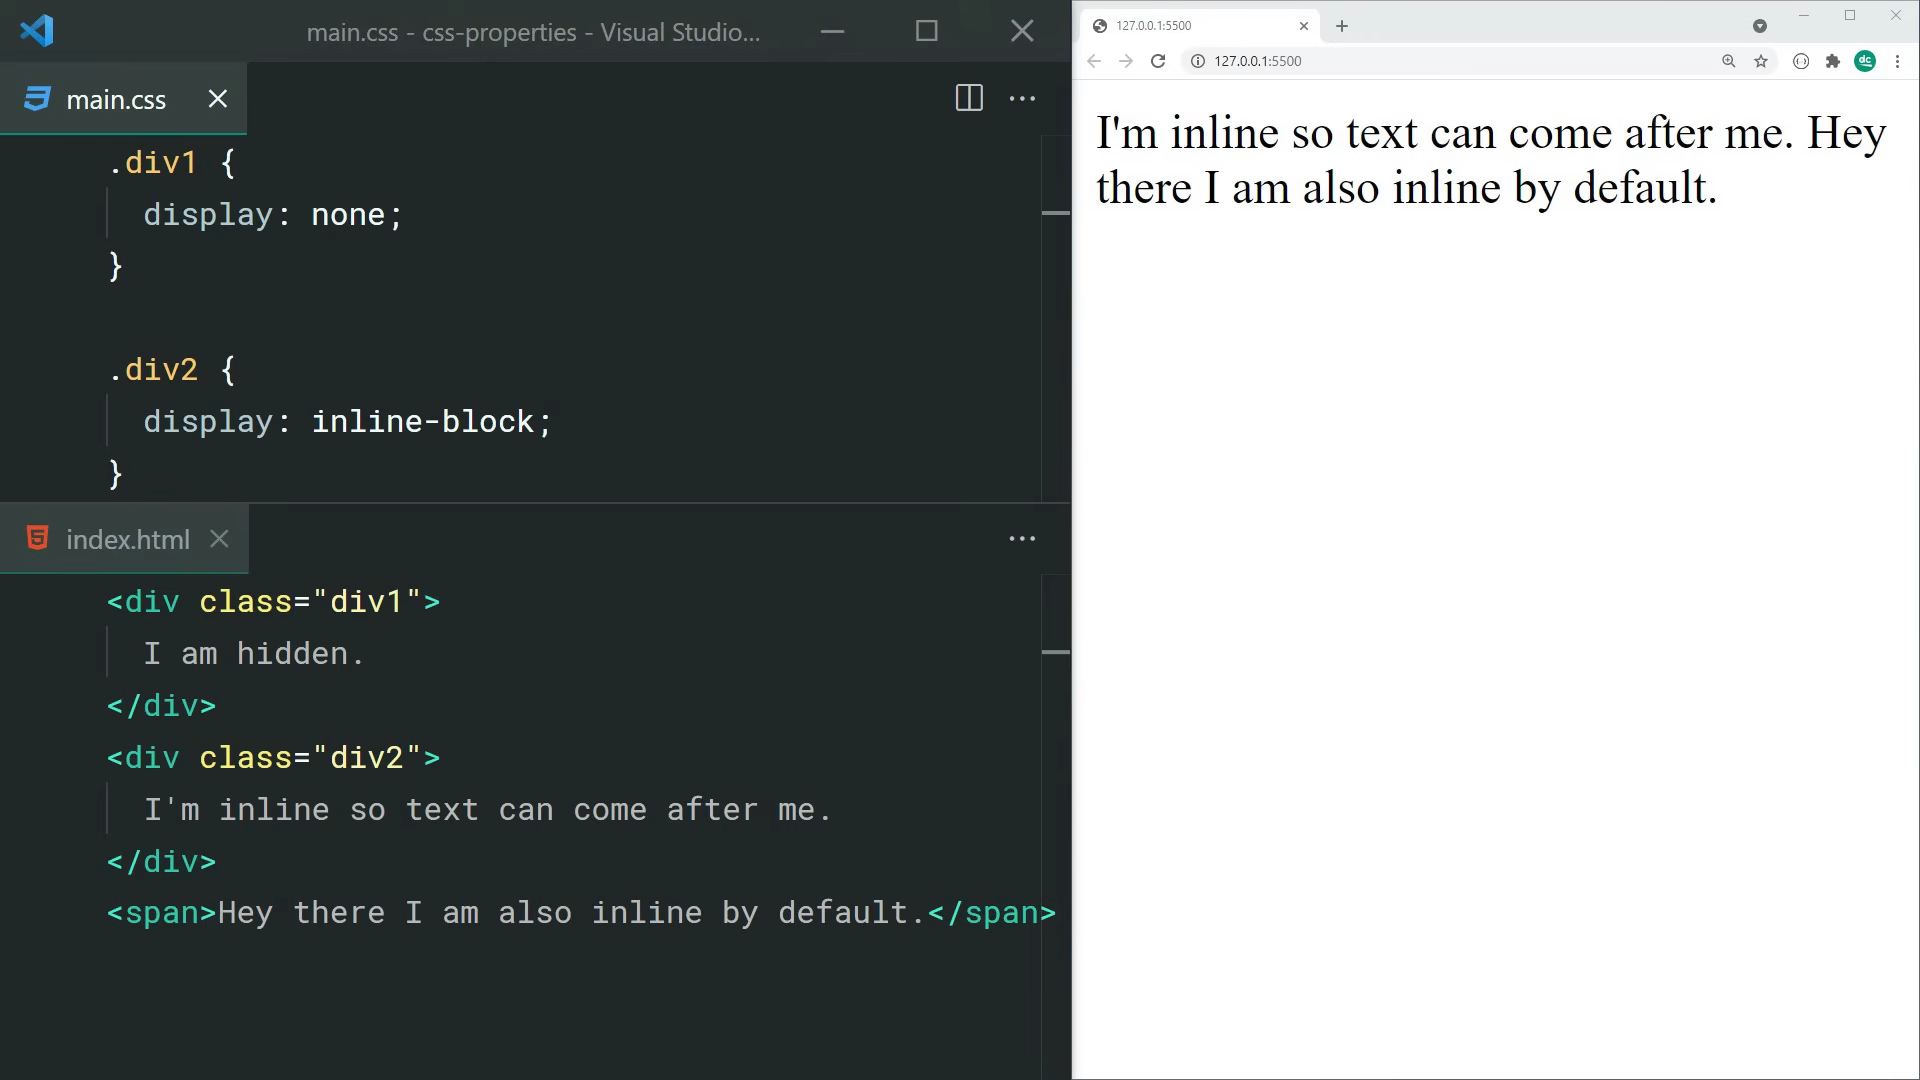 main.css - css-properties - Visual Studio...
main.css
.div1 {
display: none;
}
.div2 {
display: inline-block;
}
index.html
<div class="div1">
I am hidden.
</div>
<div class="div2">
I'm inline so text can come after me.
</div>
<span>Hey there I am also inline by default.</span>
127.0.0.1:5500
127.0.0.1:5500
dc
I'm inline so text can come after me. Hey
there I am also inline by default.